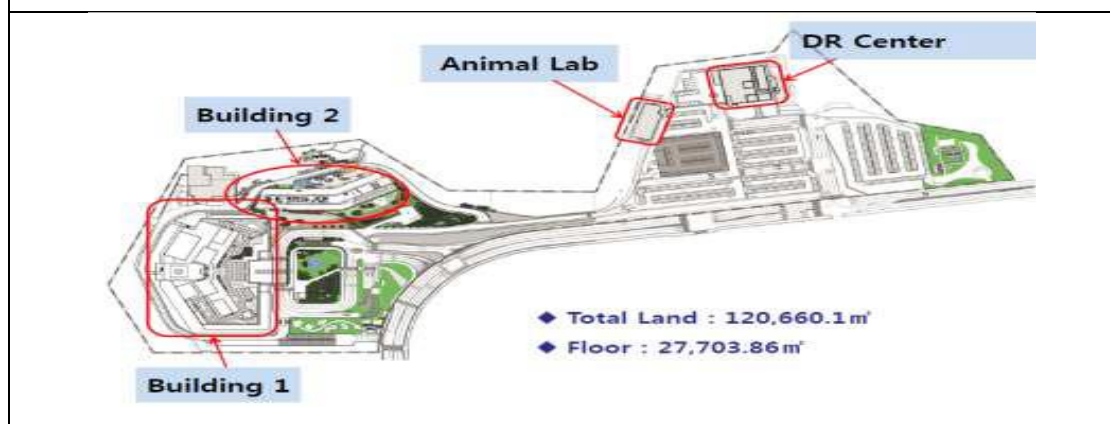 DR Center
Animal Lab
Building 2
◆ Total Land : 120,660.1㎡
◆ Floor : 27,703.86㎡
Building 1